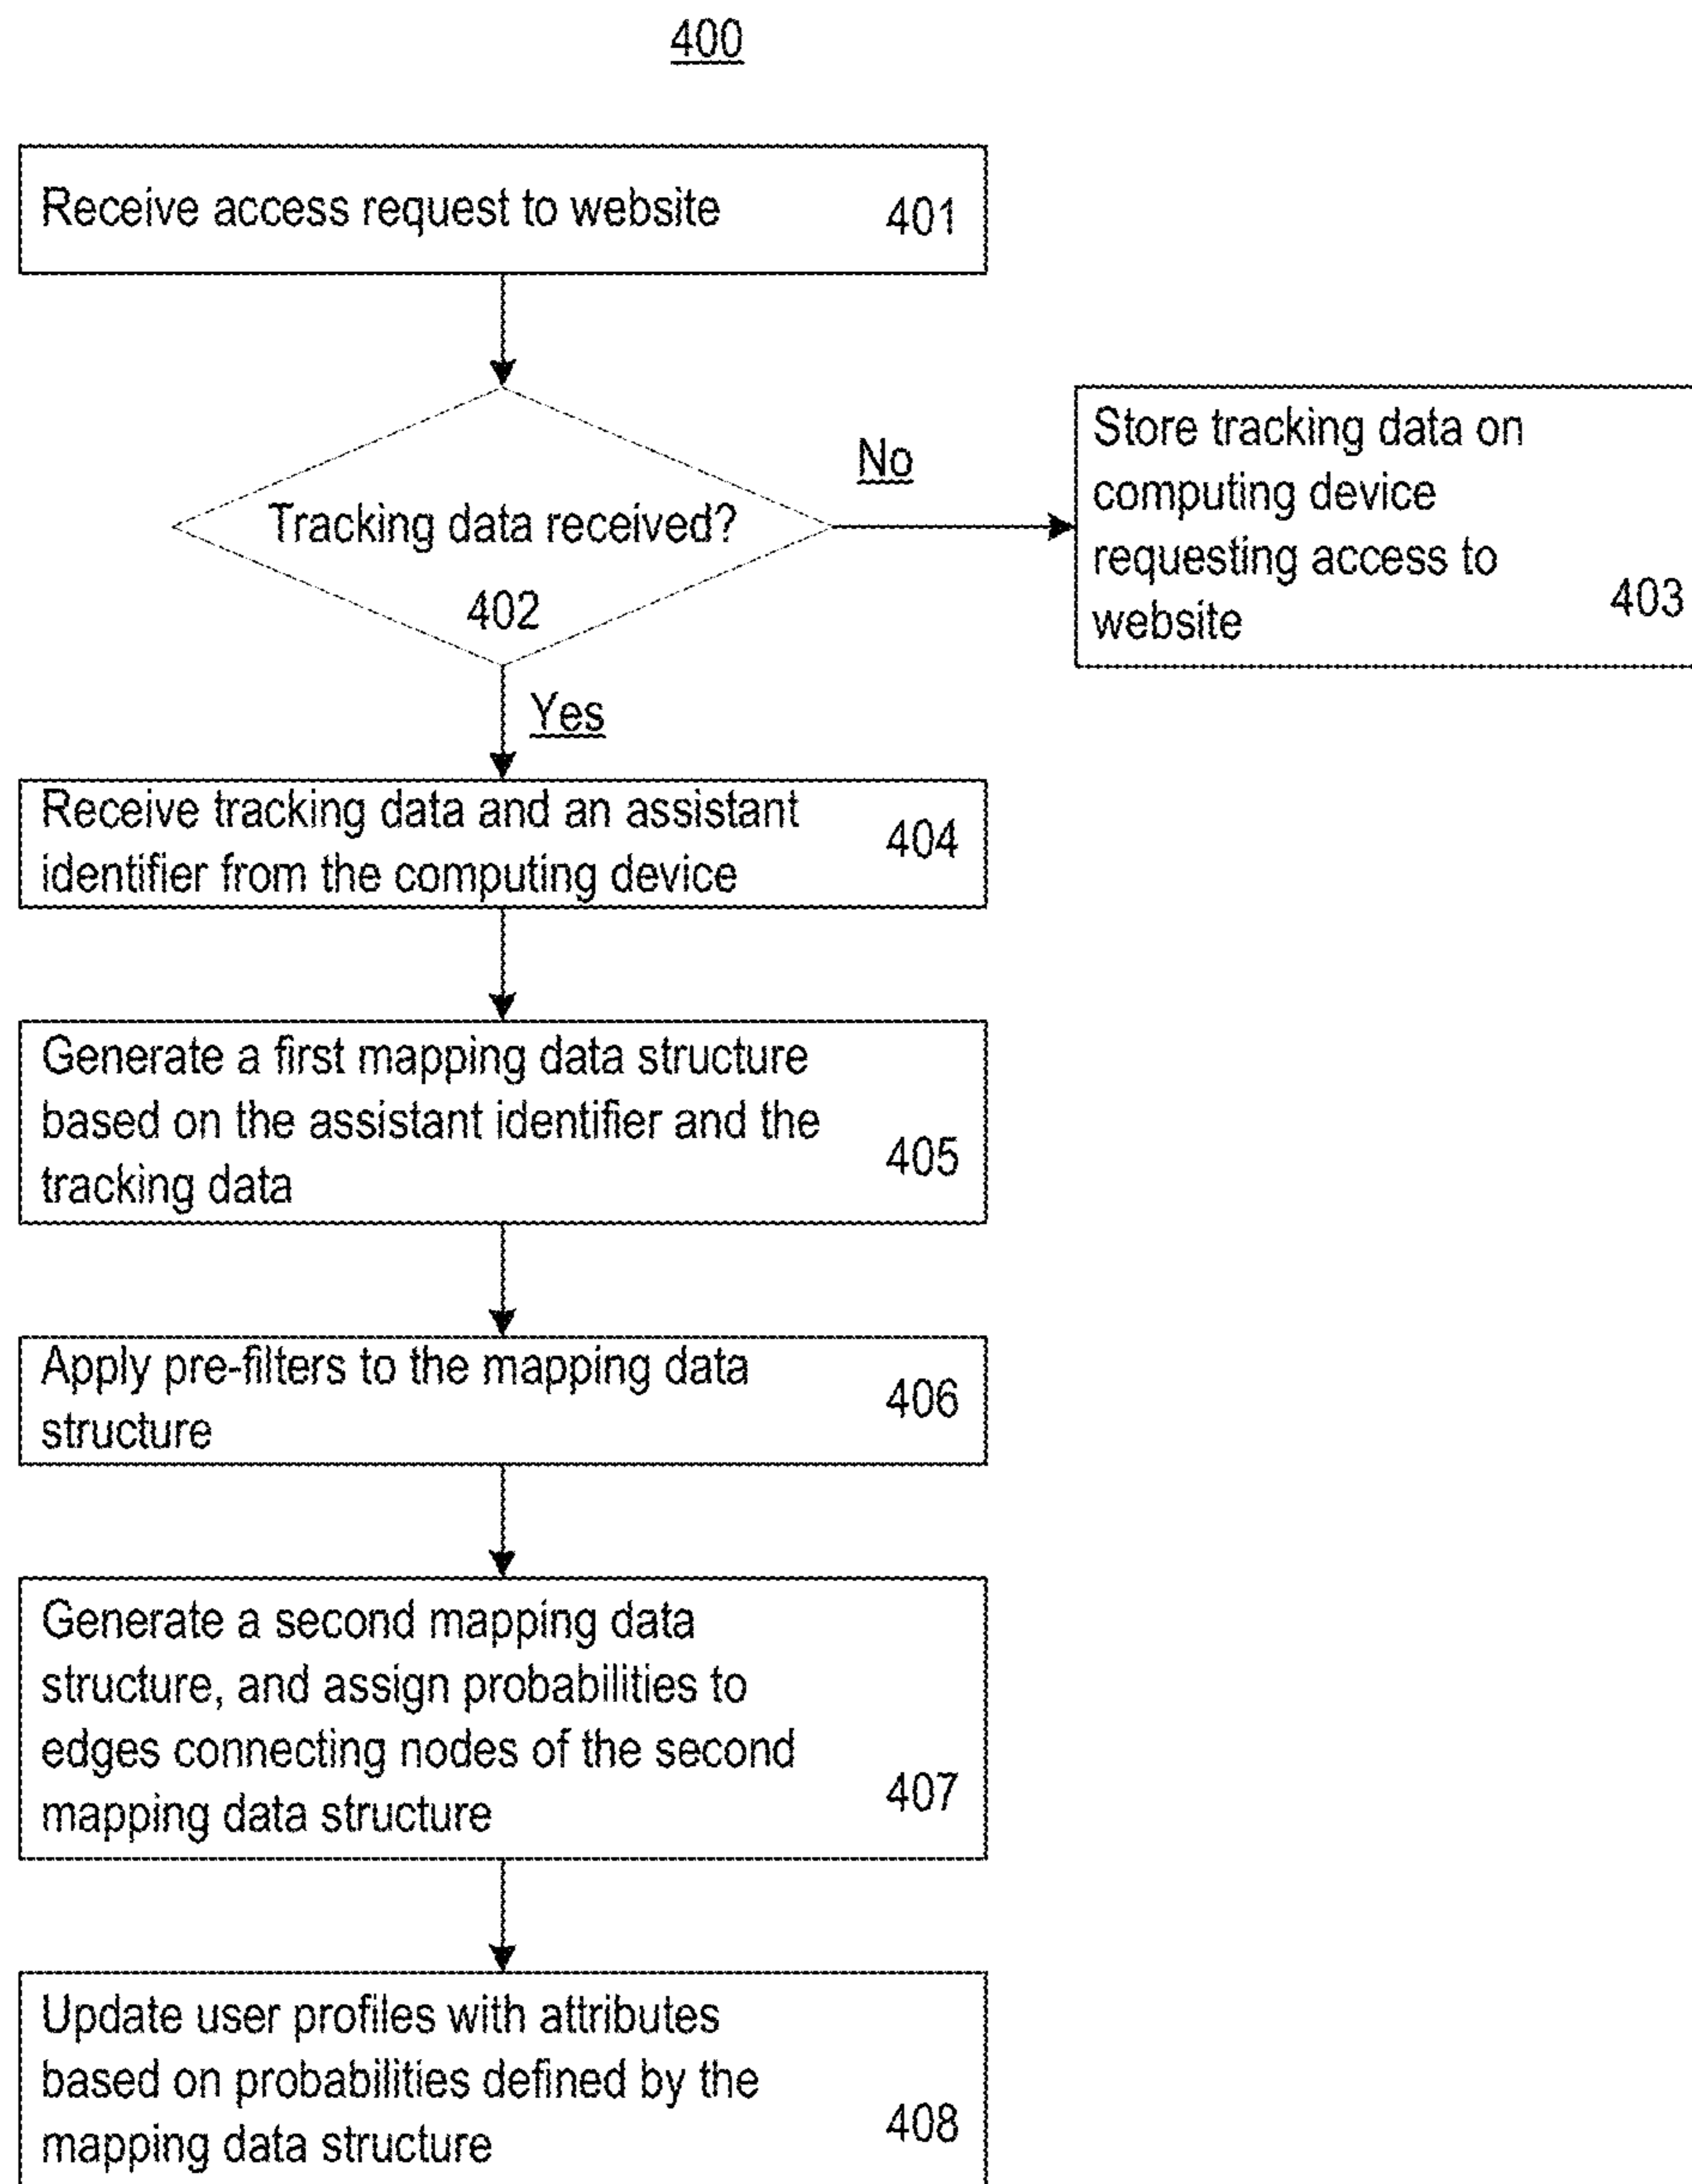 400
Receive access request to website 401
Tracking data received?
402
No
Store tracking data on
computing device
requesting access to
website 403
Yes
Receive tracking data and an assistant
identifier from the computing device 404
Generate a first mapping data structure
based on the assistant identifier and the
tracking data 405
Apply pre-filters to the mapping data
structure 406
Generate a second mapping data
structure, and assign probabilities to
edges connecting nodes of the second
mapping data structure 407
Update user profiles with attributes
based on probabilities defined by the
mapping data structure 408